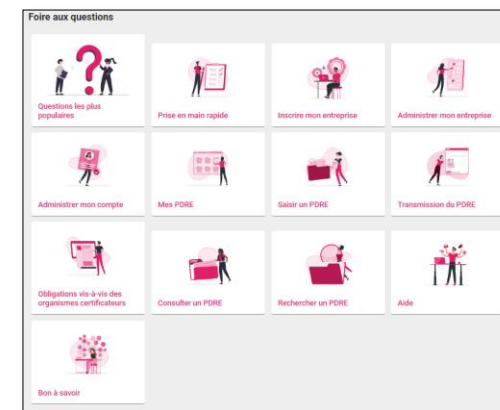 Foire aux questions
Questions les plus
populaires
Prise en main rapide
Inscrire mon entreprise
Administrer mon entreprise
Administrer mon compte
Mes PDRE
Saisir un PDRE
Transmission du PDRE
Obligations vis-à-vis des
organismes certificateurs
Consulter un PDRE
Rechercher un PDRE
Aide
Bon à savoir